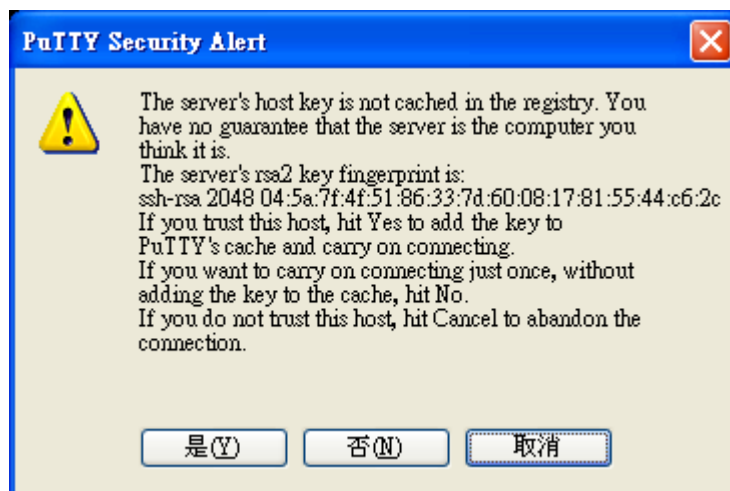 PuTTY Security Alert
The server's host key is not cached in the registry. You
have no guarantee that the server is the computer you
think it is.
The server's rsa2 key fingerprint is:
ssh-rsa 2048 04:5a:7f:4f:51:86:33:7d:60:08:17:81:55:44:c6:2c
If you trust this host, hit Yes to add the key to
PuTTY's cache and carry on connecting.
If you want to carry on connecting just once, without
adding the key to the cache, hit No.
If you do not trust this host, hit Cancel to abandon the
connection.
是(Y) 否(N) 取消